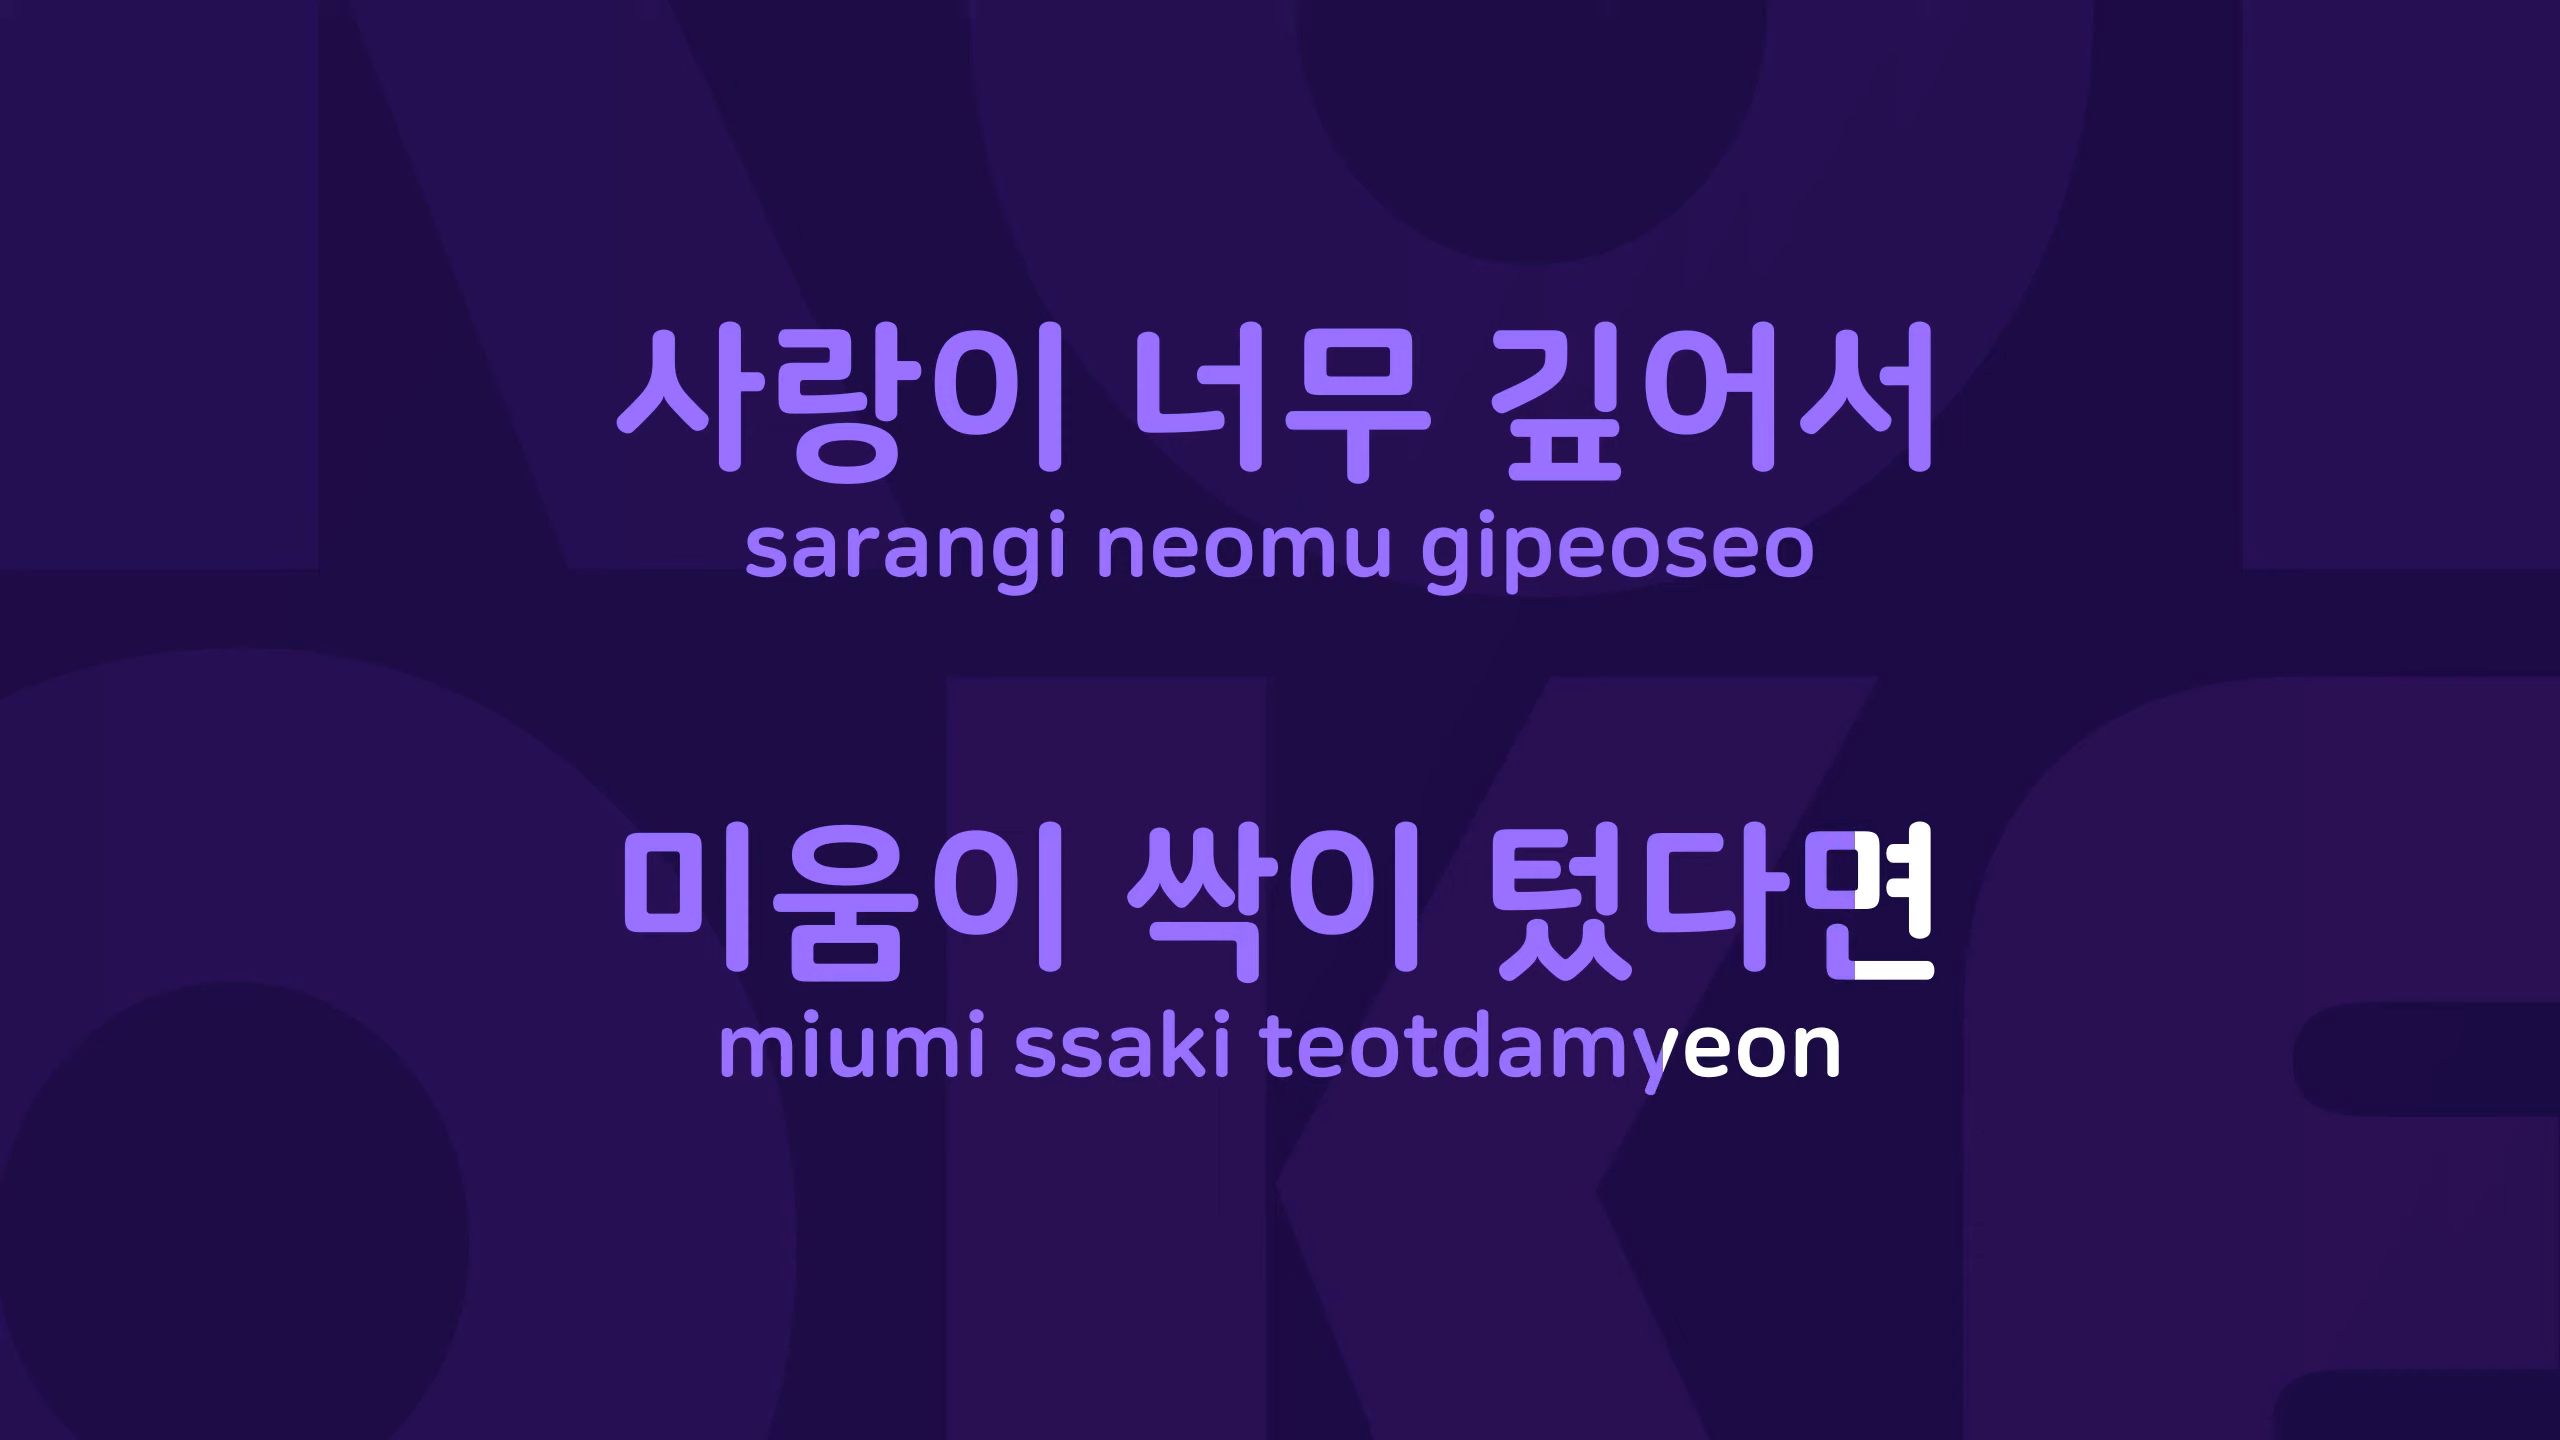 사랑이 너무 깊어서
sarangi neomu gipeoseo
미움이 싹이 텄다면
miumi ssaki teotdamyeon